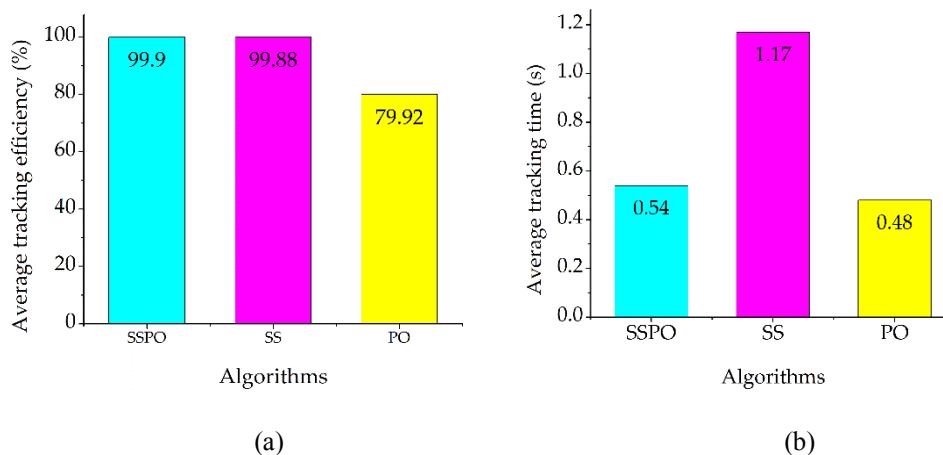 Average tracking efficiency (%)
100
80
60
40
20
0
99.9
99.88
79.92
SSPO
SS
PO
Algorithms
(a)
Average tracking time (s)
1.2
1.0
0.8
0.6
0.4
0.2
0.0
0.54
1.17
0.48
SSPO
SS
PO
Algorithms
(b)